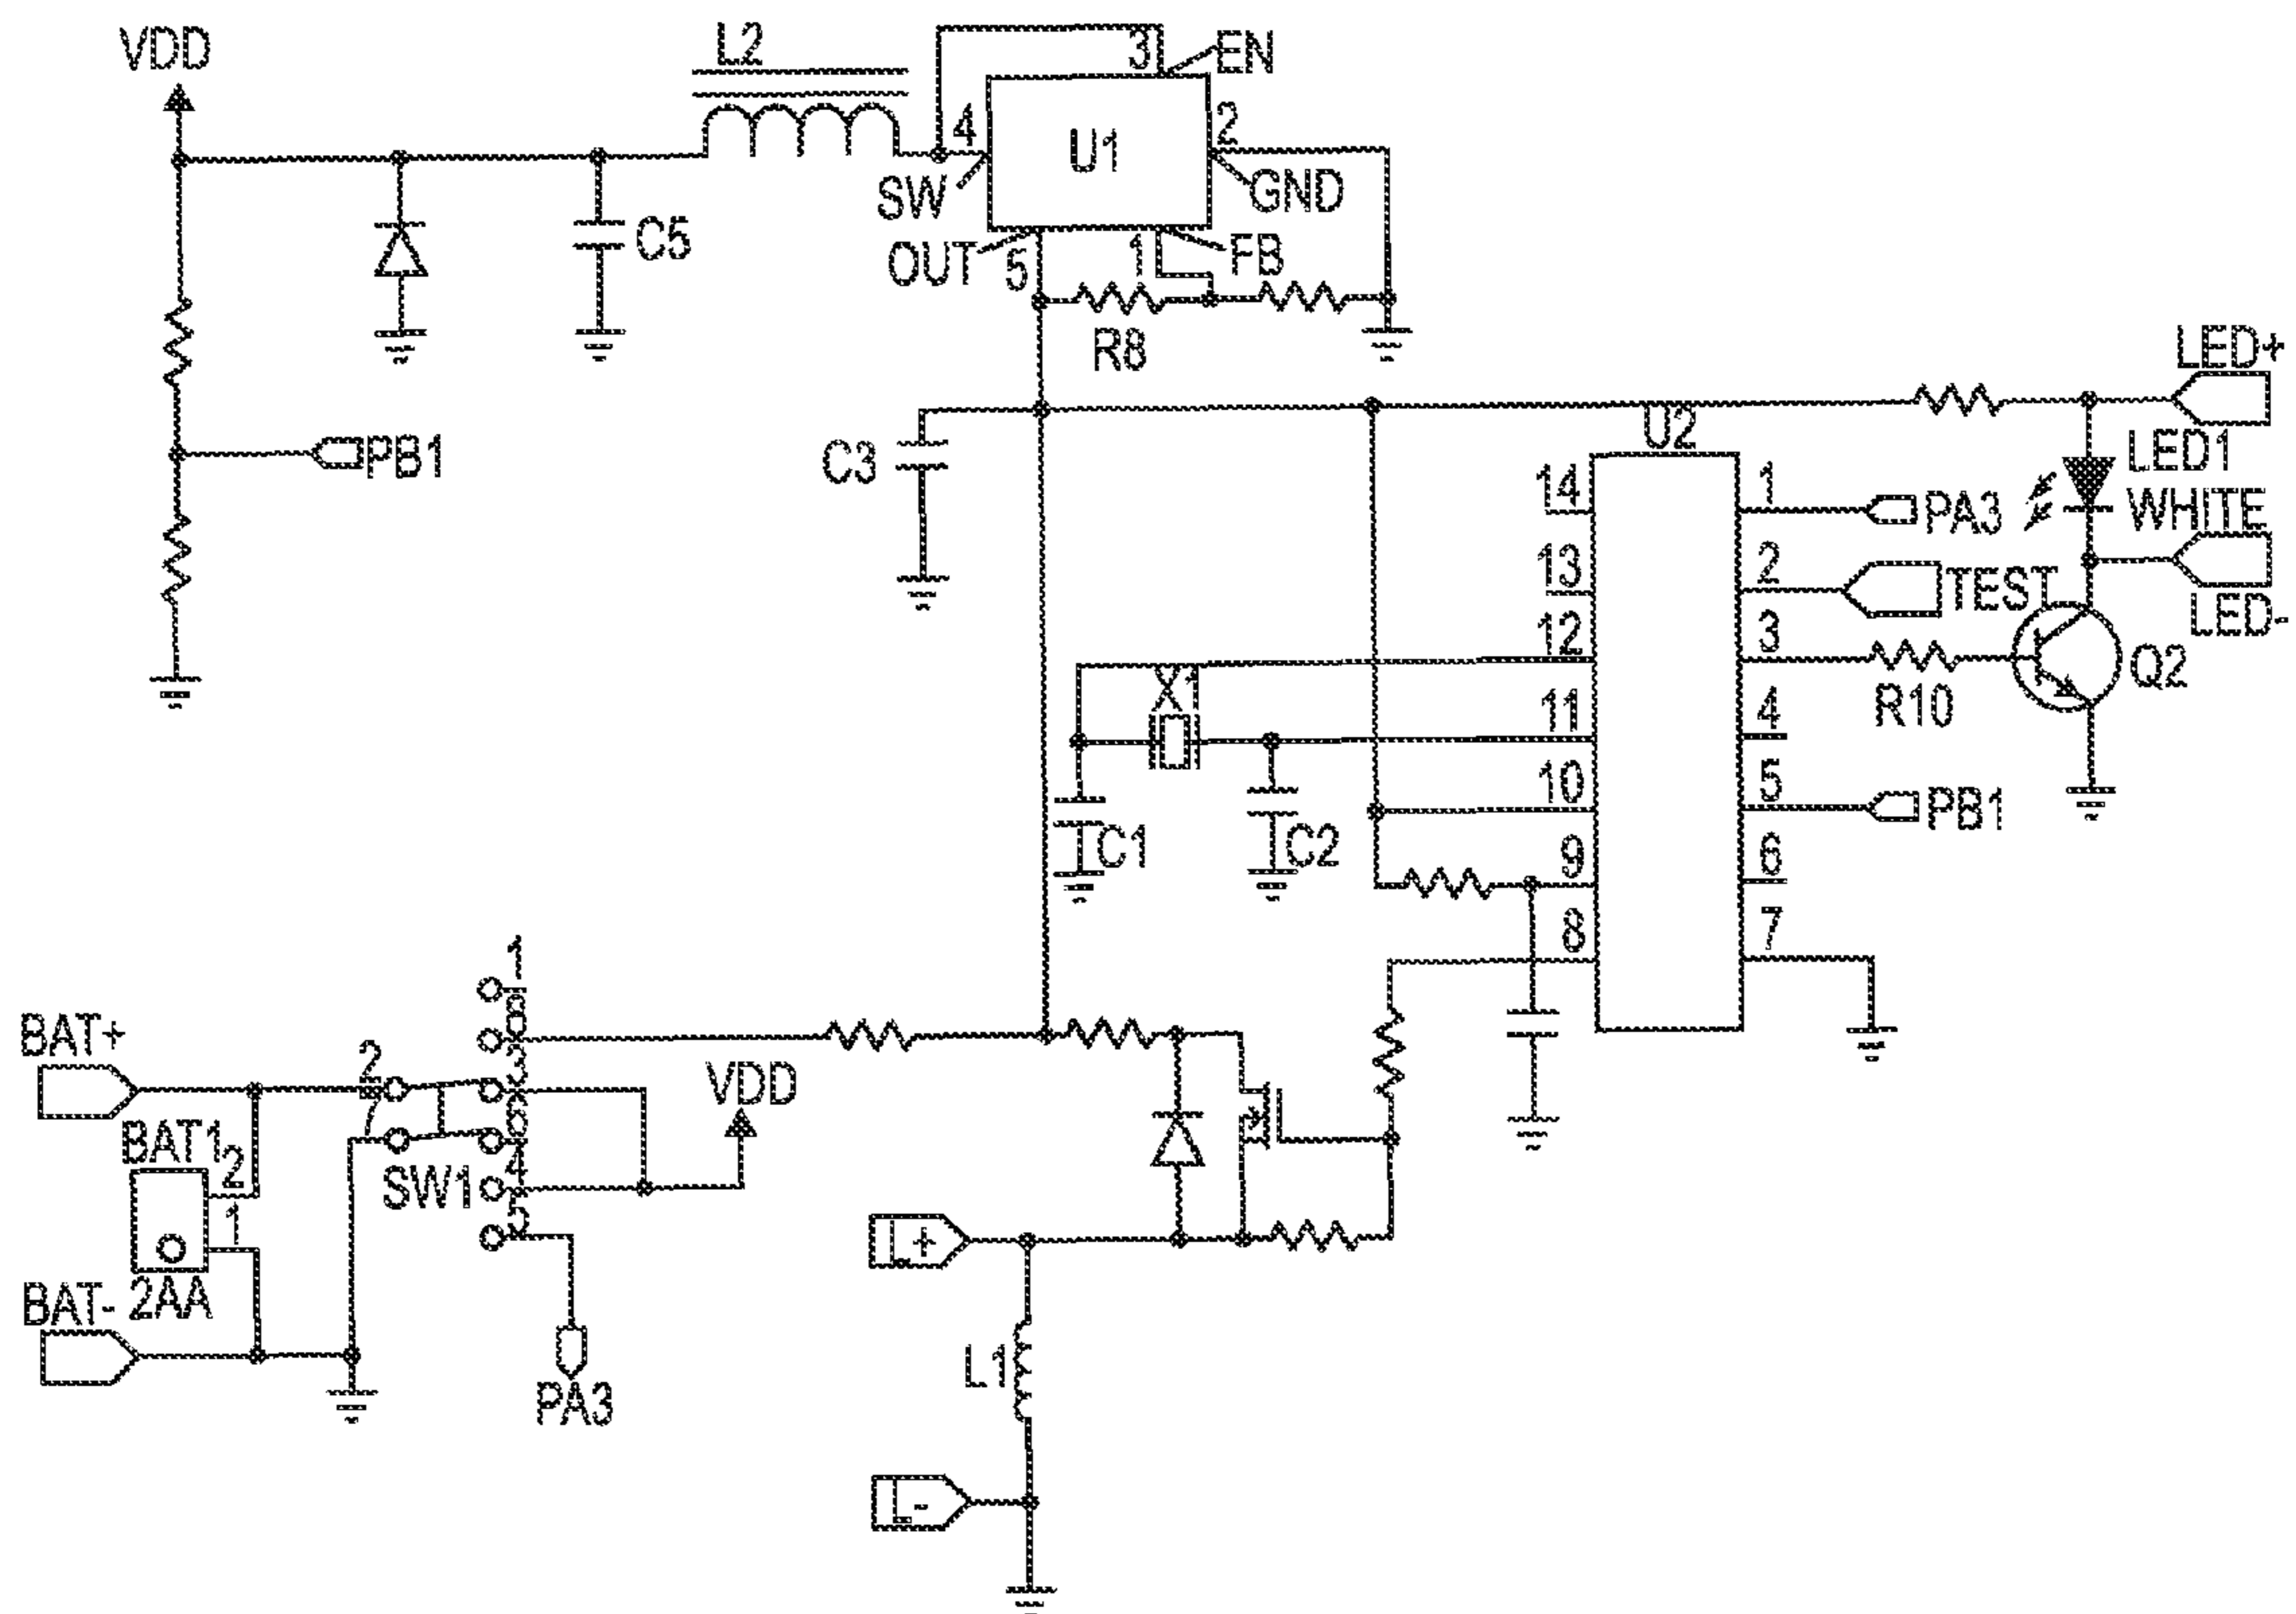 VDD
L2
3
EN
4
U1
2
SW
GND
C5
OUT
5
1
FB
R8
LED+
U2
PB1
C3
14
1
LED1
PA3
WHITE
13
2
TEST
LED-
12
3
X1
Q2
R10
11
4
10
5
C1
C2
PB1
9
6
8
7
1
8
BAT+
2
3
VDD
7
6
BAT1
2
SW1
4
1
5
L+
BAT-
2AA
L1
PA3
L-